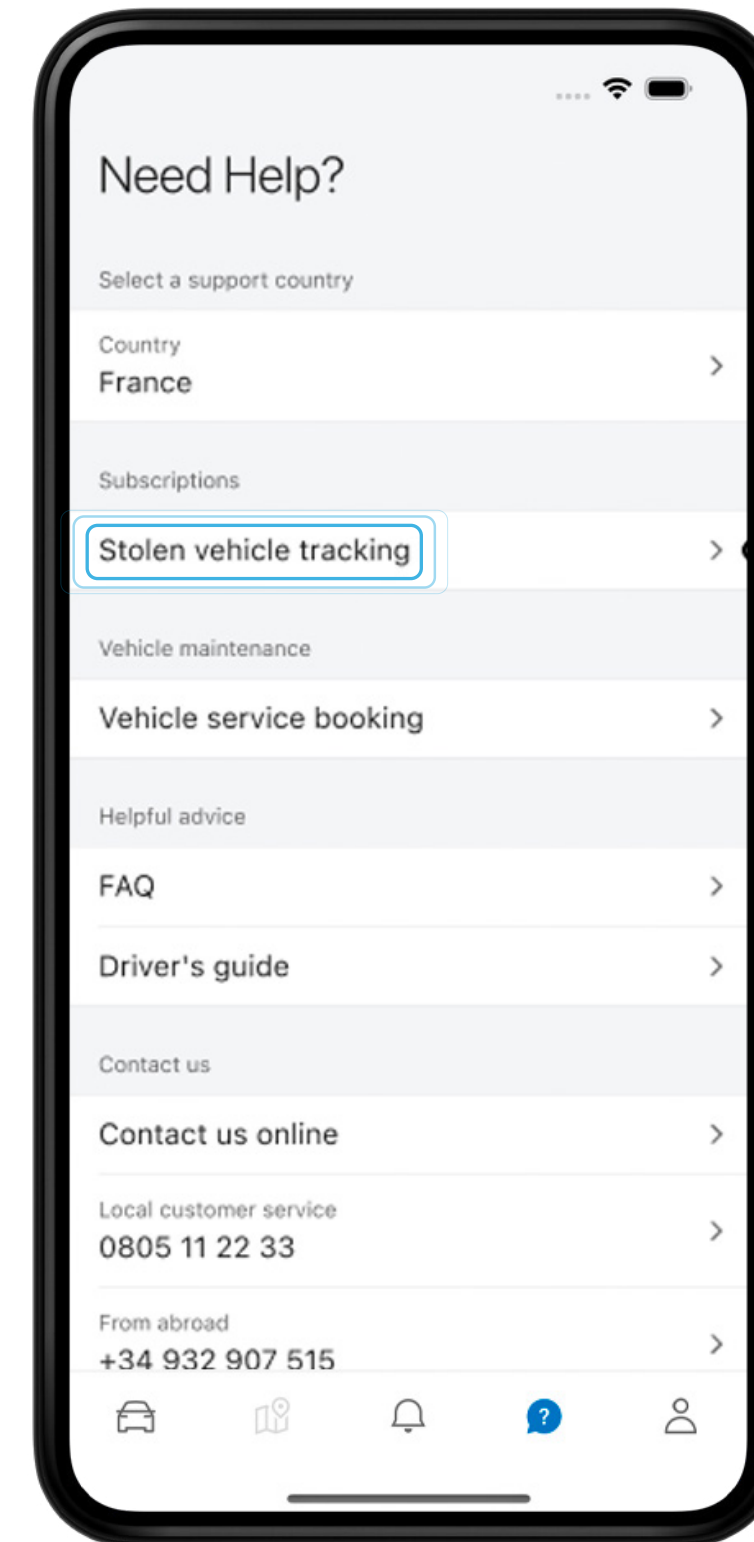 Need Help?
Select a support country
Country
France
Subscriptions
Stolen vehicle tracking
Vehicle maintenance
Vehicle service booking
Helpful advice
FAQ
Driver's guide
Contact us
Contact us online
Local customer service
0805 11 22 33
From abroad
+34 932 907 515
?